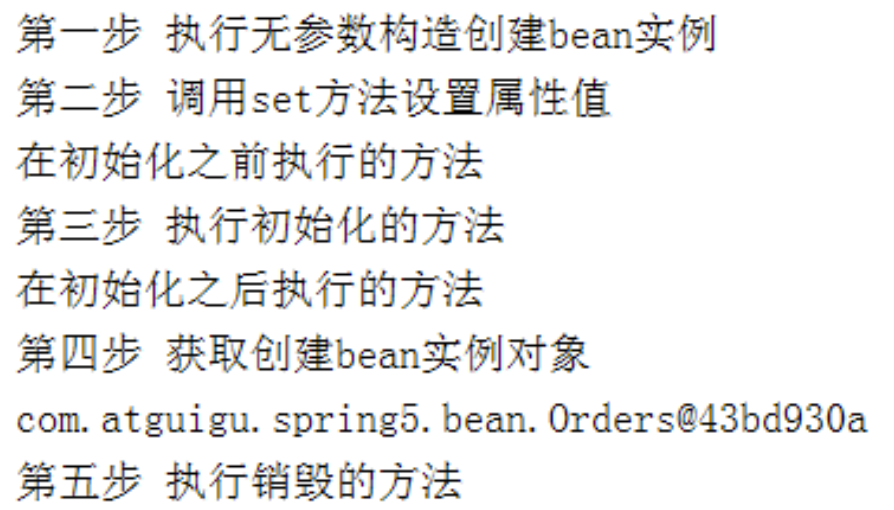 第一步 执行无参数构造创建bean实例
第二步 调用set方法设置属性值
在初始化之前执行的方法
第三步 执行初始化的方法
在初始化之后执行的方法
第四步 获取创建bean实例对象
com.atguigu.spring5.bean.Orders@43bd930a
第五步 执行销毁的方法